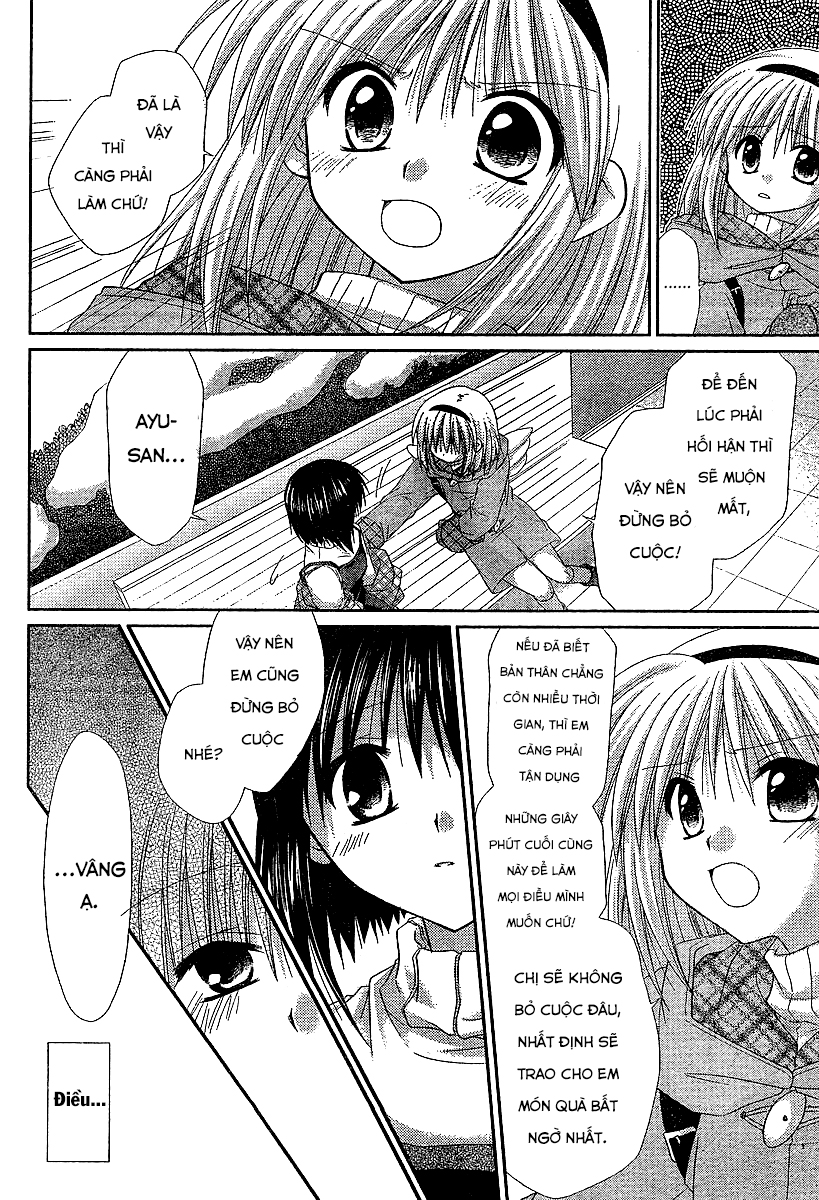 .......
ĐÃ LÀ
VẬY
THÌ
CÀNG PHẢI
LÀM CHỨ!
ĐỂ ĐẾN
LÚC PHẢI
HỐI HẬN THÌ
SẼ MUỘN
MẤT,
VẬY NÊN
ĐỪNG BỎ
CUỘC!
AYU-
SAN...
NẾU ĐÃ BIẾT
BẢN THÂN CHẲNG
CÒN NHIỀU THỜI
GIAN, THÌ EM
CÀNG PHẢI
TẬN DỤNG
NHỮNG GIÂY
PHÚT CUỐI CÙNG
NÀY ĐỂ LÀM
MỌI ĐIỀU MÌNH
MUỐN CHỨ!
CHỊ SẼ KHÔNG
BỎ CUỘC ĐÂU,
NHẤT ĐỊNH SẼ
TRAO CHO EM
MÓN QUÀ BẤT
NGỜ NHẤT.
VẬY NÊN
EM CŨNG
ĐỪNG BỎ
CUỘC
NHÉ?
...VÂNG
Ạ.
Điều...